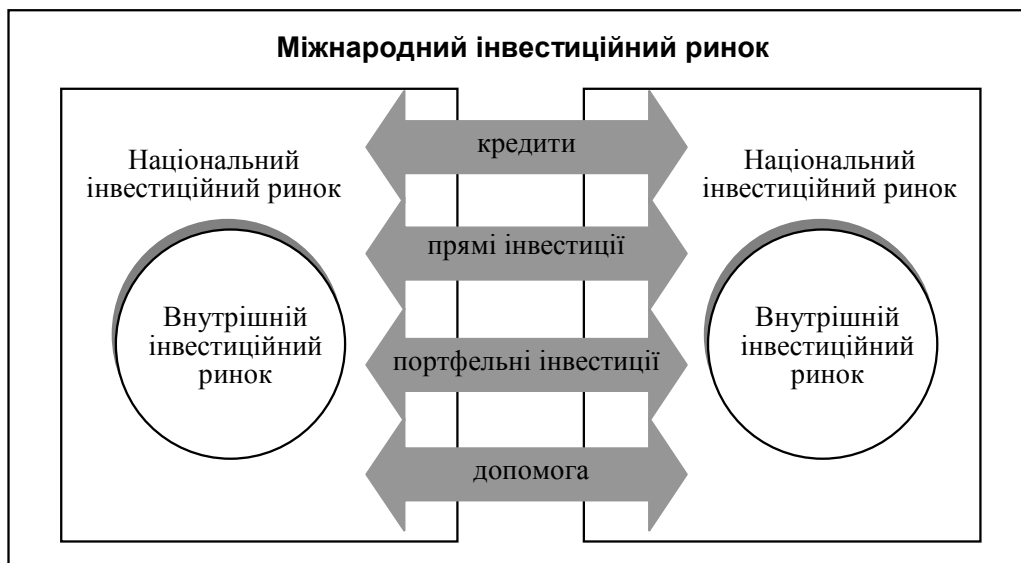 Міжнародний інвестиційний ринок
Національний
інвестиційний ринок
Внутрішній
інвестиційний
ринок
кредити
прямі інвестиції
портфельні інвестиції
допомога
Національний
інвестиційний ринок
Внутрішній
інвестиційний
ринок